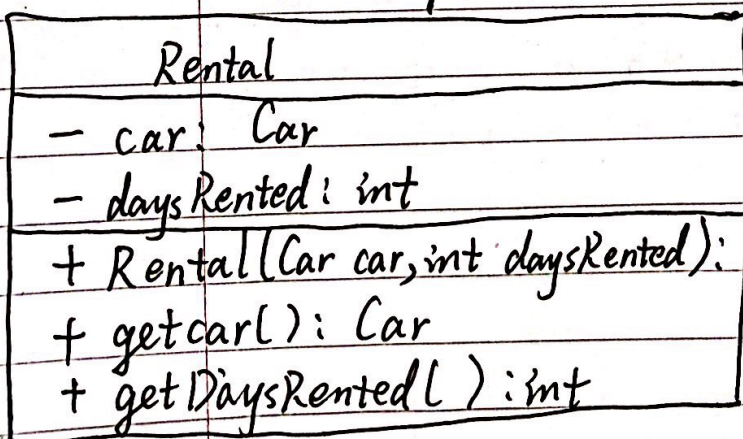 Rental
- car: Car
- daysRented: int
+ Rental(Car car, int daysRented):
+ getcar(): Car
+ getDaysRented( ): int